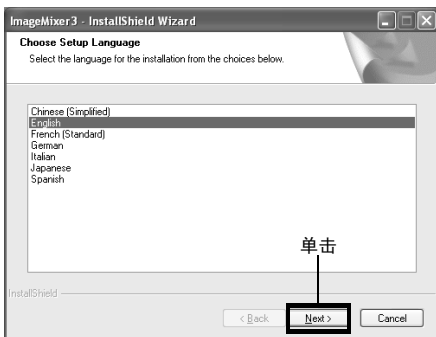 ImageMixer3 - InstallShield Wizard
Choose Setup Language
Select the language for the installation from the choices below.
Chinese (Simplified)
English
French (Standard)
German
Italian
Japanese
Spanish
单击
InstallShield
< Back
Next >
Cancel